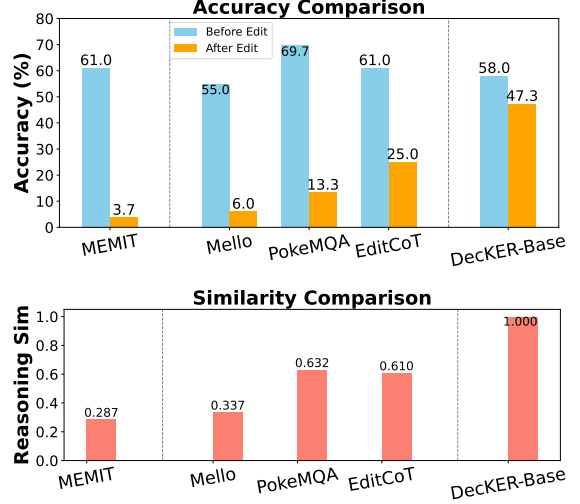 Accuracy Comparison
Accuracy (%)
80
70
60
50
40
30
20
10
0
Before Edit
After Edit
61.0
3.7
55.0
6.0
69.7
13.3
61.0
25.0
58.0
47.3
MEMIT
Mello
PokeMQA
EditCoT
DecKER-Base
Similarity Comparison
Reasoning Sim
1.0
0.8
0.6
0.4
0.2
0.0
0.287
0.337
0.632
0.610
1.000
MEMIT
Mello
PokeMQA
EditCoT
DecKER-Base